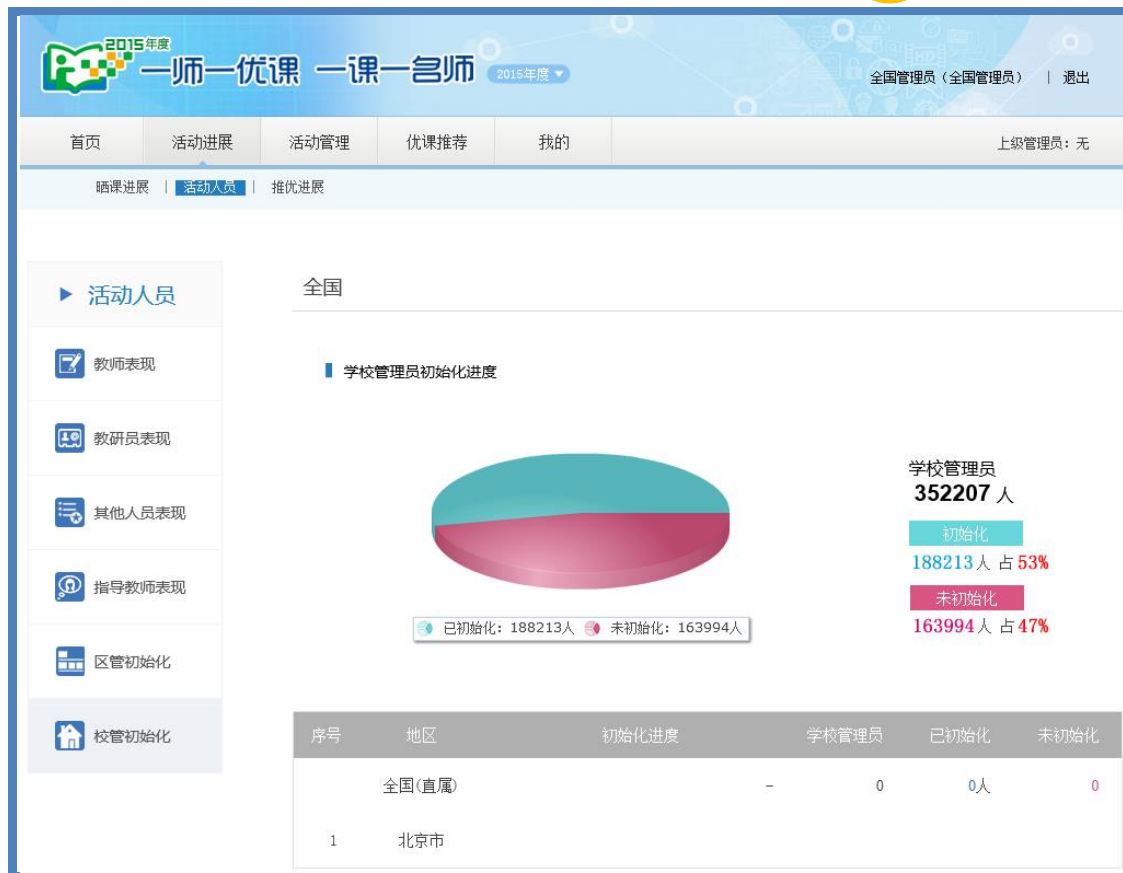 2015年度
一师一优课 一课一名师
2015年度
全国管理员（全国管理员） | 退出
首页 活动进展 活动管理 优课推荐 我的 上级管理员：无
晒课进展 | 活动人员 | 推优进展
活动人员
教师表现
教研员表现
其他人员表现
指导教师表现
区管初始化
校管初始化
全国
学校管理员初始化进度
已初始化：188213人 未初始化：163994人
学校管理员
352207 人
初始化
188213人 占53%
未初始化
163994人 占47%
序号 地区 初始化进度 学校管理员 已初始化 未初始化
全国(直属) - 0 0人 0
1 北京市